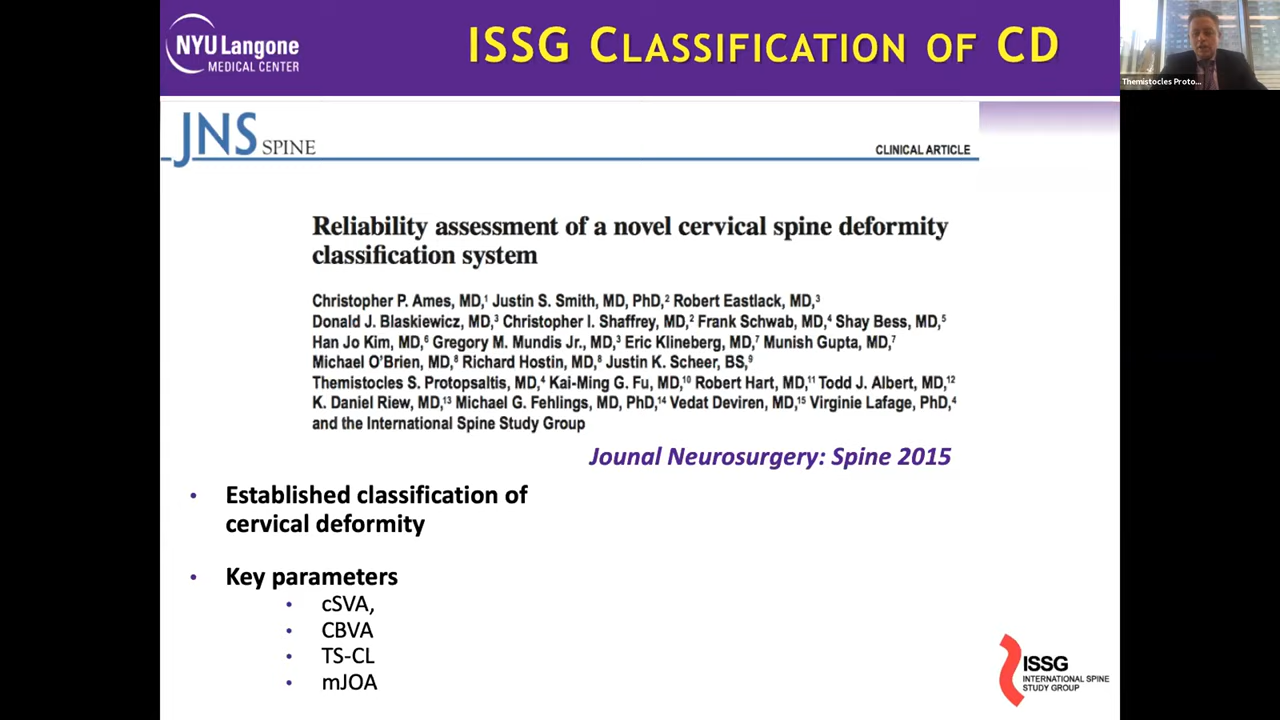 NYU Langone
MEDICAL CENTER
ISSG CLASSIFICATION OF CD
Themistocles Proto...
JNS SPINE
CLINICAL ARTICLE
Reliability assessment of a novel cervical spine deformity
classification system
Christopher P. Ames, MD,¹ Justin S. Smith, MD, PhD,² Robert Eastlack, MD,³
Donald J. Blaskiewicz, MD,³ Christopher I. Shaffrey, MD,² Frank Schwab, MD,⁴ Shay Bess, MD,⁵
Han Jo Kim, MD,⁶ Gregory M. Mundis Jr., MD,³ Eric Klineberg, MD,⁷ Munish Gupta, MD,⁷
Michael O'Brien, MD,⁸ Richard Hostin, MD,⁸ Justin K. Scheer, BS,⁹
Themistocles S. Protopsaltis, MD,⁴ Kai-Ming G. Fu, MD,¹⁰ Robert Hart, MD,¹¹ Todd J. Albert, MD,¹²
K. Daniel Riew, MD,¹³ Michael G. Fehlings, MD, PhD,¹⁴ Vedat Deviren, MD,¹⁵ Virginie Lafage, PhD,⁴
and the International Spine Study Group
Jounal Neurosurgery: Spine 2015
• Established classification of
cervical deformity
• Key parameters
• cSVA,
• CBVA
• TS-CL
• mJOA
ISSG
INTERNATIONAL SPINE
STUDY GROUP